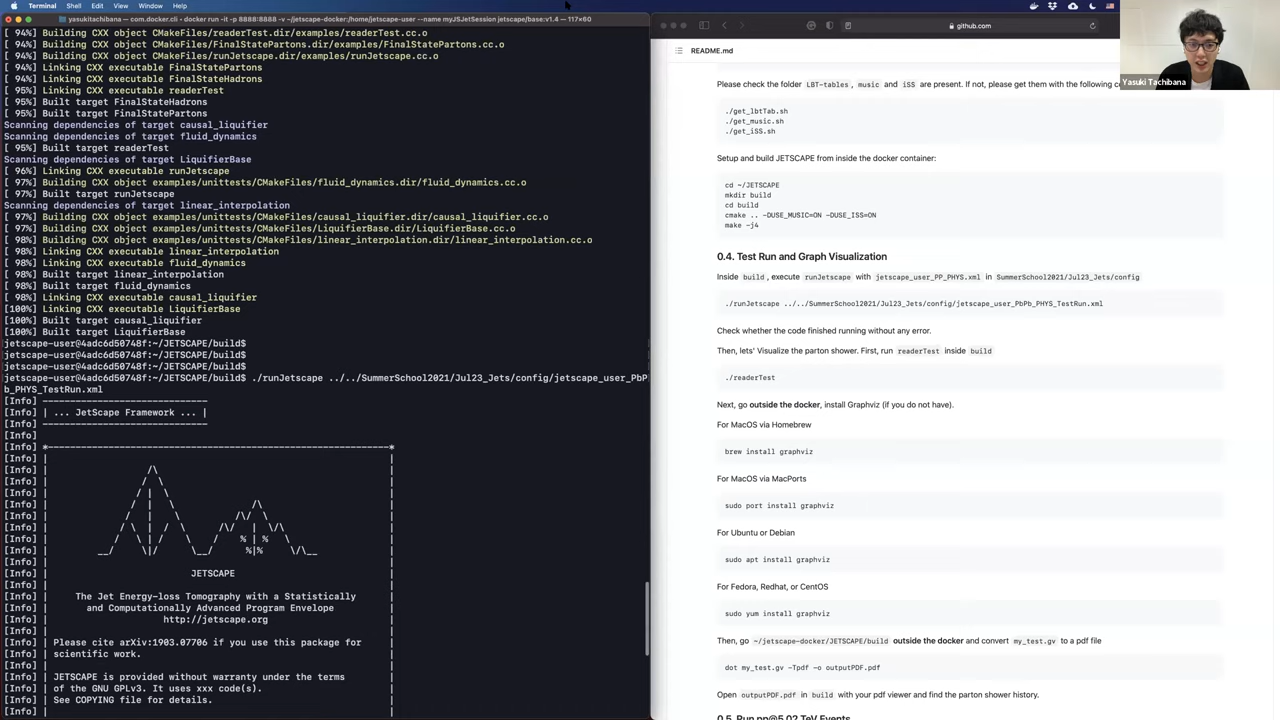 Terminal Shell Edit View Window Help
yasukitachibana — com.docker.cli ‹ docker run -it -p 8888:8888 -v ~/jetscape-docker:/home/jetscape-user --name myJSJetSession jetscape/base:v1.4 — 117×60
[ 94%] Building CXX object CMakeFiles/readerTest.dir/examples/readerTest.cc.o
[ 94%] Building CXX object CMakeFiles/FinalStatePartons.dir/examples/FinalStatePartons.cc.o
[ 94%] Building CXX object CMakeFiles/runJetscape.dir/examples/runJetscape.cc.o
[ 94%] Linking CXX executable FinalStatePartons
[ 94%] Linking CXX executable FinalStateHadrons
[ 95%] Linking CXX executable readerTest
[ 95%] Built target FinalStateHadrons
[ 95%] Built target FinalStatePartons
Scanning dependencies of target causal_liquifier
Scanning dependencies of target fluid_dynamics
[ 95%] Built target readerTest
Scanning dependencies of target LiquifierBase
[ 96%] Linking CXX executable runJetscape
[ 97%] Building CXX object examples/unittests/CMakeFiles/fluid_dynamics.dir/fluid_dynamics.cc.o
[ 97%] Built target runJetscape
Scanning dependencies of target linear_interpolation
[ 97%] Building CXX object examples/unittests/CMakeFiles/causal_liquifier.dir/causal_liquifier.cc.o
[ 97%] Building CXX object examples/unittests/CMakeFiles/LiquifierBase.dir/LiquifierBase.cc.o
[ 98%] Building CXX object examples/unittests/CMakeFiles/linear_interpolation.dir/linear_interpolation.cc.o
[ 98%] Linking CXX executable linear_interpolation
[ 98%] Linking CXX executable fluid_dynamics
[ 98%] Built target linear_interpolation
[ 98%] Built target fluid_dynamics
[ 98%] Linking CXX executable causal_liquifier
[100%] Linking CXX executable LiquifierBase
[100%] Built target causal_liquifier
[100%] Built target LiquifierBase
jetscape-user@4adc6d50748f:~/JETSCAPE/build$
jetscape-user@4adc6d50748f:~/JETSCAPE/build$
jetscape-user@4adc6d50748f:~/JETSCAPE/build$
jetscape-user@4adc6d50748f:~/JETSCAPE/build$ ./runJetscape ../../SummerSchool2021/Jul23_Jets/config/jetscape_user_PbP
b_PHYS_TestRun.xml
[Info] -------------------------------
[Info] | ... JetScape Framework ... |
[Info] -------------------------------
[Info]
[Info] *------------------------------------------------------*
[Info] |                                                      |
[Info] |               /\                                     |
[Info] |              /  \                                    |
[Info] |             / |  \                                   |
[Info] |            /  |   \             /\                   |
[Info] |           /   |    \          /\/  \                 |
[Info] |          / \  |  /  \      /\/  |  \/\               |
[Info] |         /   \ | /    \    /   % | %   \              |
[Info] |      __/     \|/      \__/     %|%     \/\__         |
[Info] |                                                      |
[Info] |                     JETSCAPE                         |
[Info] |                                                      |
[Info] | The Jet Energy-loss Tomography with a Statistically |
[Info] | and Computationally Advanced Program Envelope |
[Info] | http://jetscape.org |
[Info] |                                                      |
[Info] | Please cite arXiv:1903.07706 if you use this package for
[Info] | scientific work. |
[Info] |                                                      |
[Info] | JETSCAPE is provided without warranty under the terms |
[Info] | of the GNU GPLv3. It uses xxx code(s). |
[Info] | See COPYING file for details. |
[Info] |                                                      |
github.com
README.md
Please check the folder LBT-tables, music and iSS are present. If not, please get them with the following
./get_lbtTab.sh
./get_music.sh
./get_iSS.sh
Setup and build JETSCAPE from inside the docker container:
cd ~/JETSCAPE
mkdir build
cd build
cmake .. -DUSE_MUSIC=ON -DUSE_ISS=ON
make -j4
0.4. Test Run and Graph Visualization
Inside build, execute runJetscape with jetscape_user_PP_PHYS.xml in SummerSchool2021/Jul23_Jets/config
./runJetscape ../../SummerSchool2021/Jul23_Jets/config/jetscape_user_PbPb_PHYS_TestRun.xml
Check whether the code finished running without any error.
Then, lets' Visualize the parton shower. First, run readerTest inside build
./readerTest
Next, go outside the docker, install Graphviz (if you do not have).
For MacOS via Homebrew
brew install graphviz
For MacOS via MacPorts
sudo port install graphviz
For Ubuntu or Debian
sudo apt install graphviz
For Fedora, Redhat, or CentOS
sudo yum install graphviz
Then, go ~/jetscape-docker/JETSCAPE/build outside the docker and convert my_test.gv to a pdf file
dot my_test.gv -Tpdf -o outputPDF.pdf
Open outputPDF.pdf in build with your pdf viewer and find the parton shower history.
0.5. Run pp@5.02 TeV Events
Yasuki Tachibana